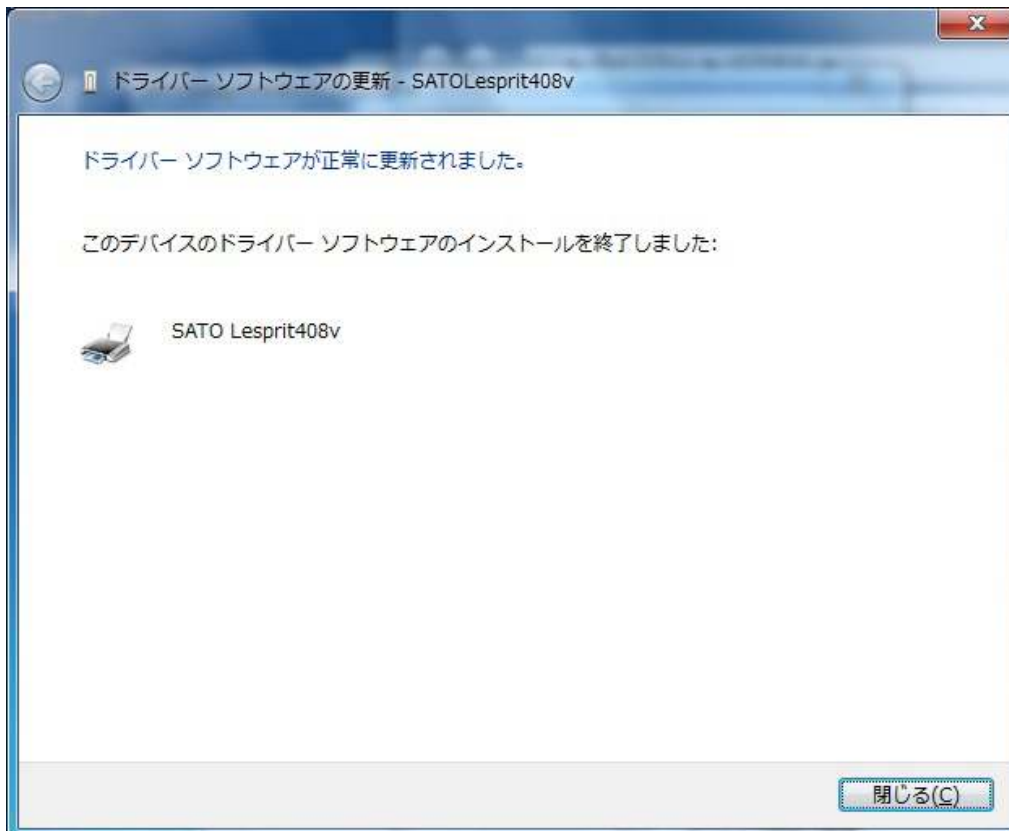 ドライバー ソフトウェアの更新 - SATOLesprit408v
ドライバー ソフトウェアが正常に更新されました。
このデバイスのドライバー ソフトウェアのインストールを終了しました:
SATO Lesprit408v
閉じる(C)